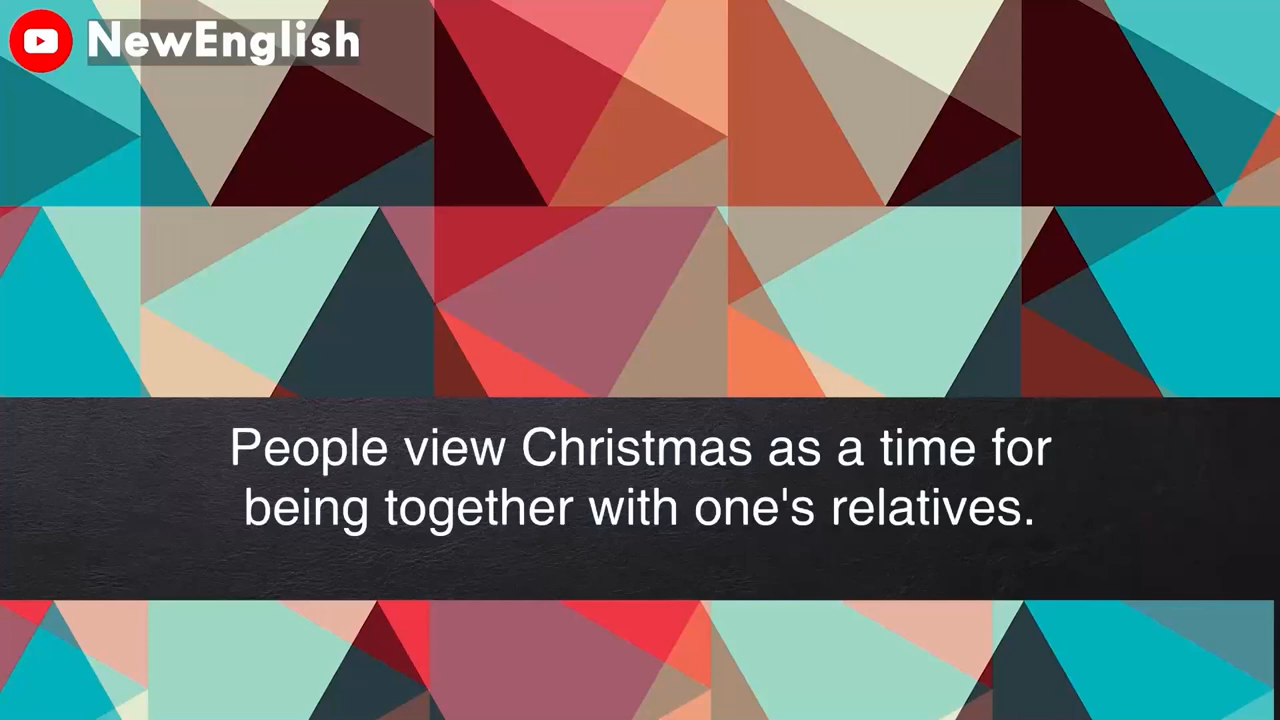 NewEnglish
People view Christmas as a time for
being together with one's relatives.